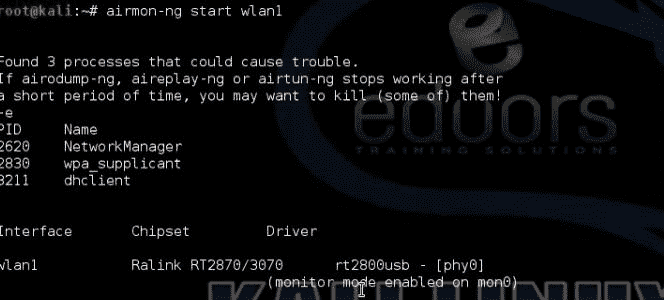 root@kali:~# airmon-ng start wlan1
Found 3 processes that could cause trouble.
If airodump-ng, aireplay-ng or airtun-ng stops working after
a short period of time, you may want to kill (some of) them!
-e
PID Name
2620 NetworkManager
2830 wpa_supplicant
3211 dhclient
Interface Chipset Driver
wlan1 Ralink RT2870/3070 rt2800usb - [phy0]
(monitor mode enabled on mon0)
e
eduors
TRAINING SOLUTIONS
KALI LINUX